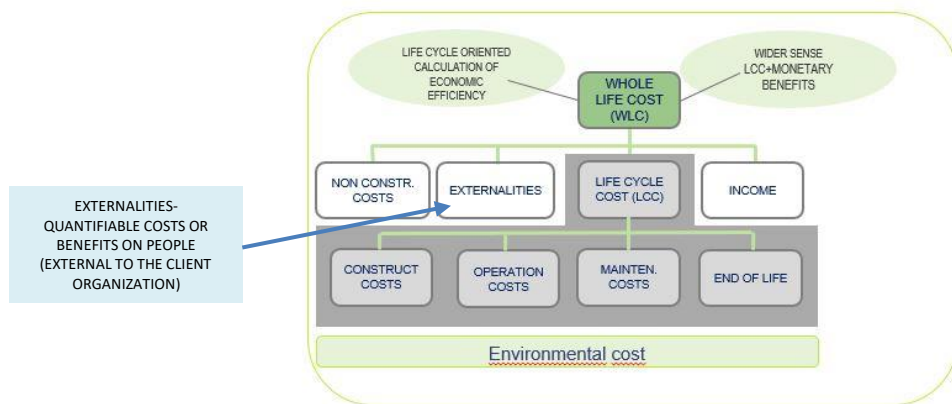 LIFE CYCLE ORIENTED
CALCULATION OF
ECONOMIC
EFFICIENCY
WIDER SENSE
LCC+MONETARY
BENEFITS
WHOLE
LIFE COST
(WLC)
NON CONSTR.
COSTS
EXTERNALITIES
LIFE CYCLE
COST (LCC)
INCOME
EXTERNALITIES-
QUANTIFIABLE COSTS OR
BENEFITS ON PEOPLE
(EXTERNAL TO THE CLIENT
ORGANIZATION)
CONSTRUCT
COSTS
OPERATION
COSTS
MAINTEN.
COSTS
END OF LIFE
Environmental cost